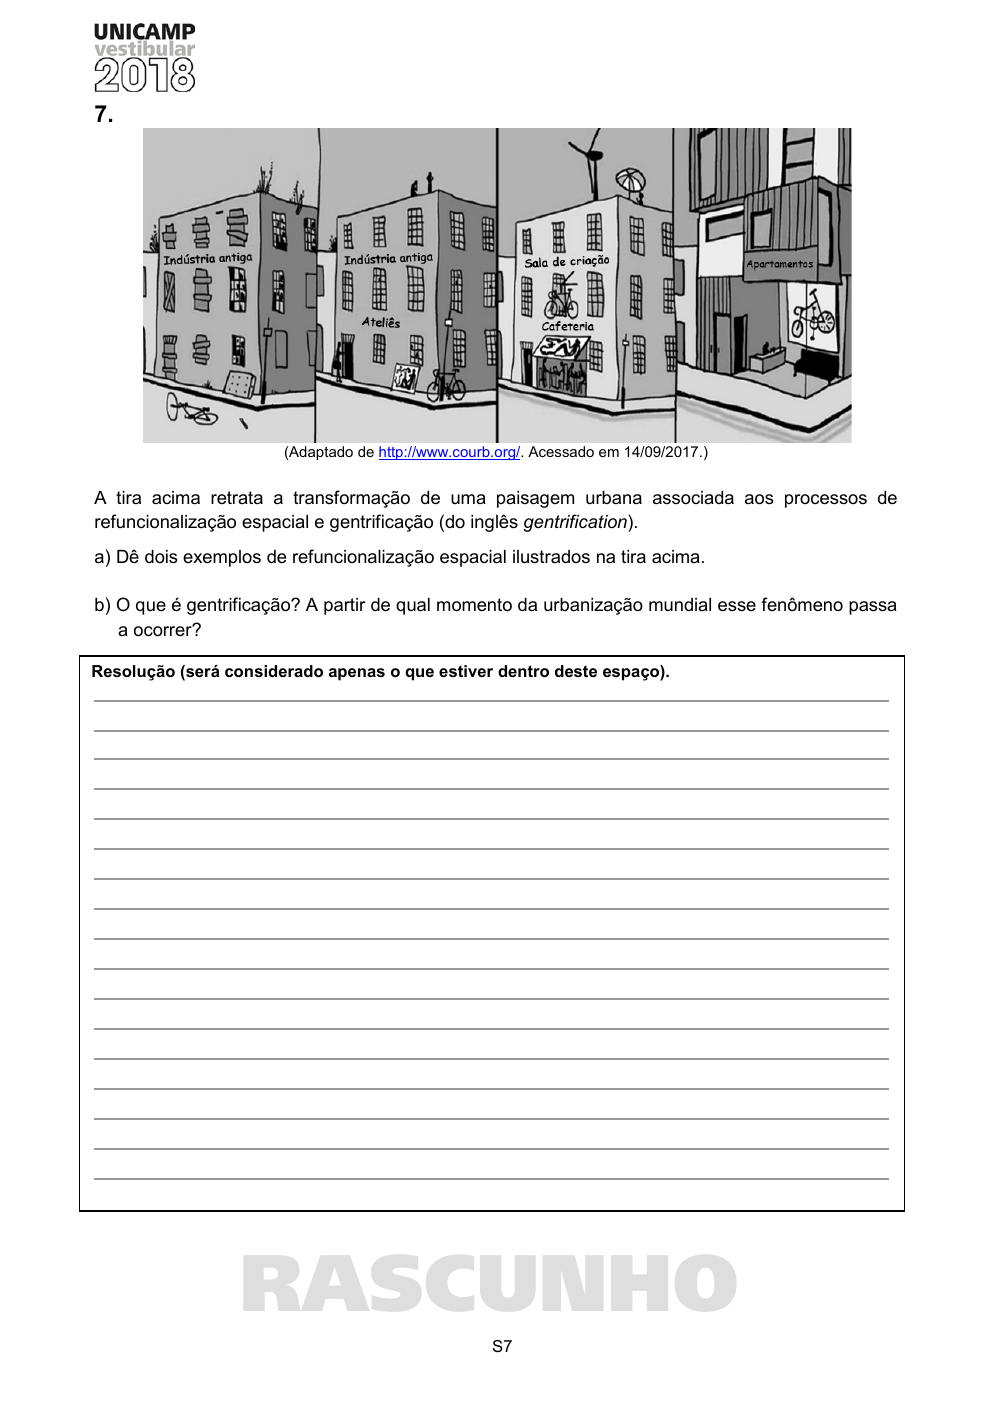 UNICAMP
vestibular
2018
7.
Indústria antiga
Indústria antiga
Ateliês
Sala de criação
Cafeteria
Apartamentos
(Adaptado de http://www.courb.org/. Acessado em 14/09/2017.)
A tira acima retrata a transformação de uma paisagem urbana associada aos processos de
refuncionalização espacial e gentrificação (do inglês gentrification).
a) Dê dois exemplos de refuncionalização espacial ilustrados na tira acima.
b) O que é gentrificação? A partir de qual momento da urbanização mundial esse fenômeno passa
a ocorrer?
Resolução (será considerado apenas o que estiver dentro deste espaço).
RASCUNHO
S7